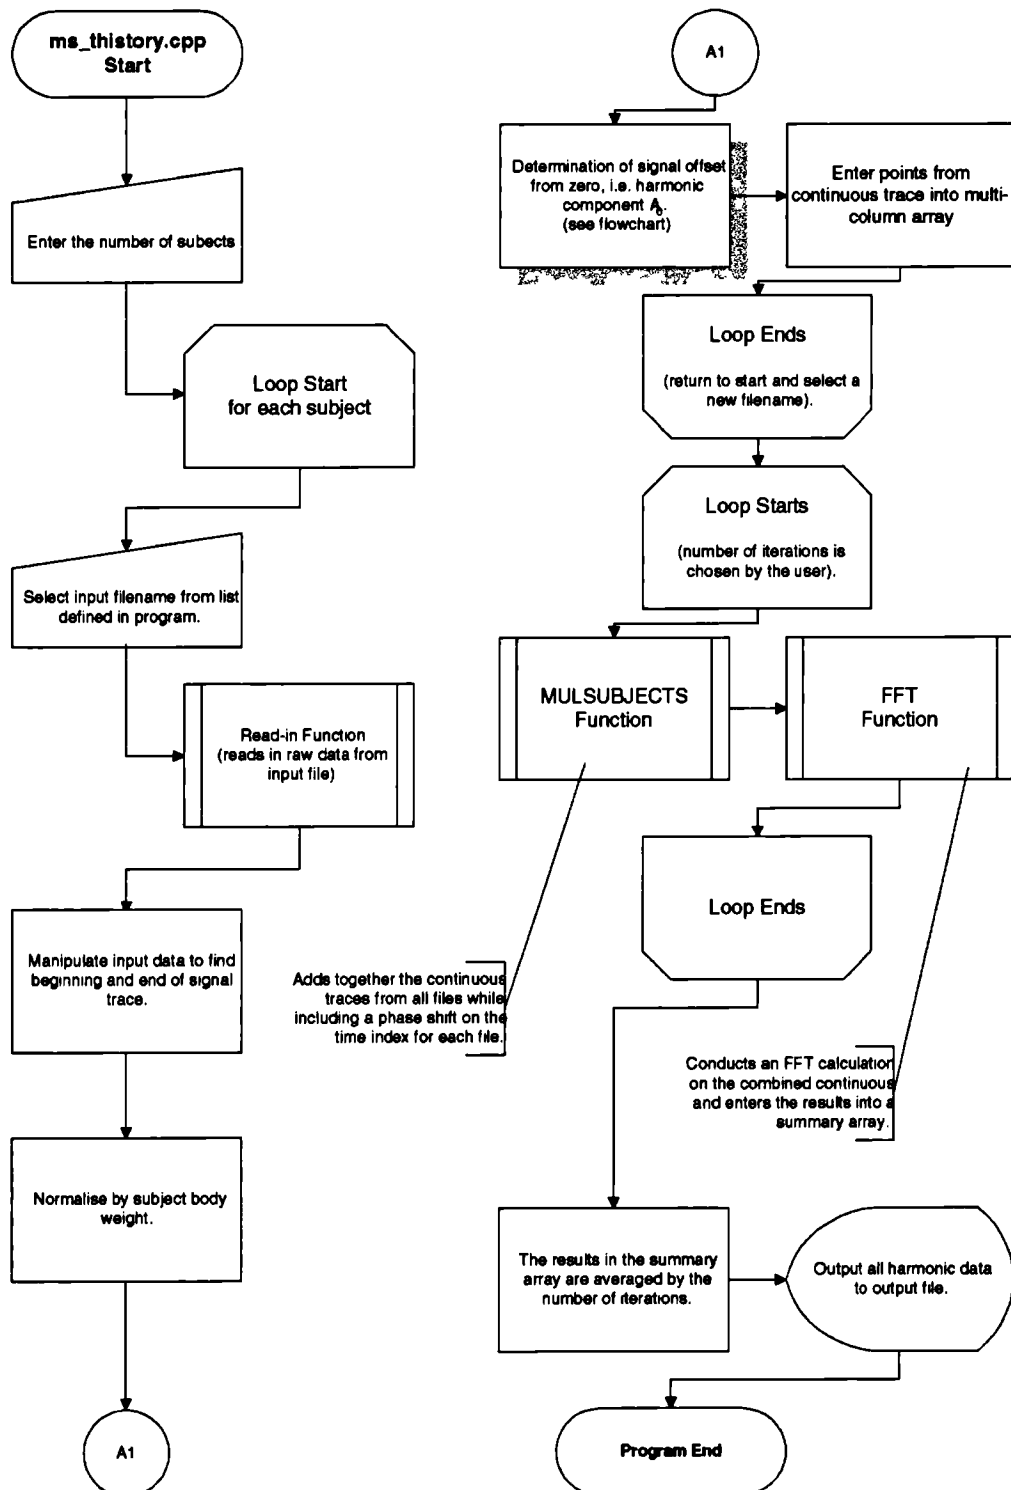 ms_thistory.cpp
Start
Enter the number of subects
Loop Start
for each subject
Select input filename from list
defined in program.
Read-in Function
(reads in raw data from
input file)
Manipulate input data to find
beginning and end of signal
trace.
Normalise by subject body
weight.
A1
A1
Determination of signal offset
from zero, i.e. harmonic
component A₀.
(see flowchart)
Enter points from
continuous trace into multi-
column array
Loop Ends
(return to start and select a
new filename).
Loop Starts
(number of iterations is
chosen by the user).
MULSUBJECTS
Function
FFT
Function
Loop Ends
Adds together the continuous
traces from all files while
including a phase shift on the
time index for each file.
Conducts an FFT calculation
on the combined continuous
and enters the results into a
summary array.
The results in the summary
array are averaged by the
number of iterations.
Output all harmonic data
to output file.
Program End